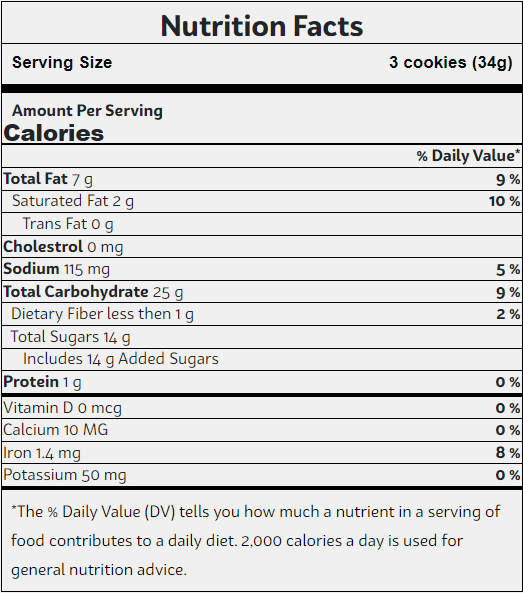 Nutrition Facts
Serving Size 3 cookies (34g)
Amount Per Serving
Calories
% Daily Value*
Total Fat 7 g 9 %
Saturated Fat 2 g 10 %
Trans Fat 0 g
Cholestrol 0 mg
Sodium 115 mg 5 %
Total Carbohydrate 25 g 9 %
Dietary Fiber less then 1 g 2 %
Total Sugars 14 g
Includes 14 g Added Sugars
Protein 1 g 0 %
Vitamin D 0 mcg 0 %
Calcium 10 MG 0 %
Iron 1.4 mg 8 %
Potassium 50 mg 0 %
*The % Daily Value (DV) tells you how much a nutrient in a serving of
food contributes to a daily diet. 2,000 calories a day is used for
general nutrition advice.